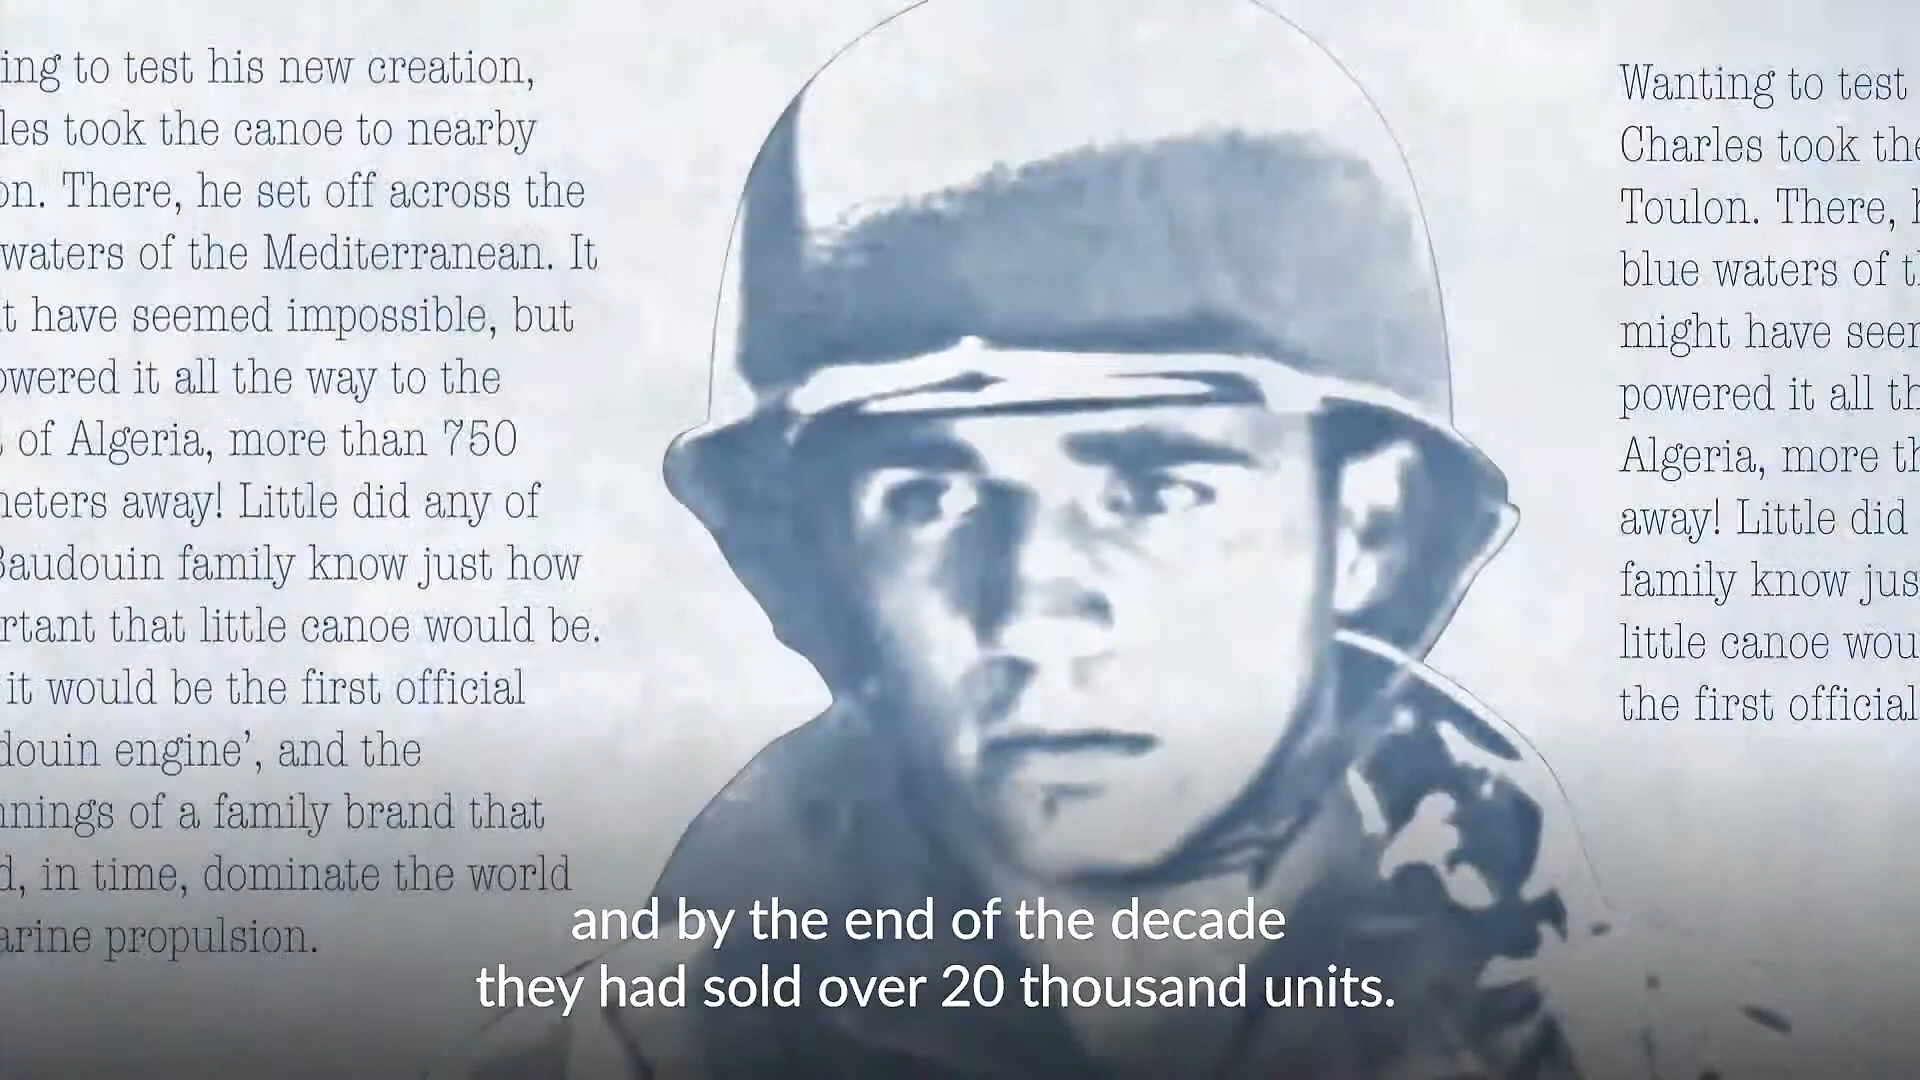 ing to test his new creation,
les took the canoe to nearby
on. There, he set off across the
waters of the Mediterranean. It
t have seemed impossible, but
owered it all the way to the
of Algeria, more than 750
meters away! Little did any of
Baudouin family know just how
rtant that little canoe would be.
it would be the first official
douin engine’, and the
nnings of a family brand that
d, in time, dominate the world
arine propulsion.
Wanting to test
Charles took the
Toulon. There, h
blue waters of th
might have seem
powered it all th
Algeria, more th
away! Little did
family know jus
little canoe wou
the first official
and by the end of the decade
they had sold over 20 thousand units.